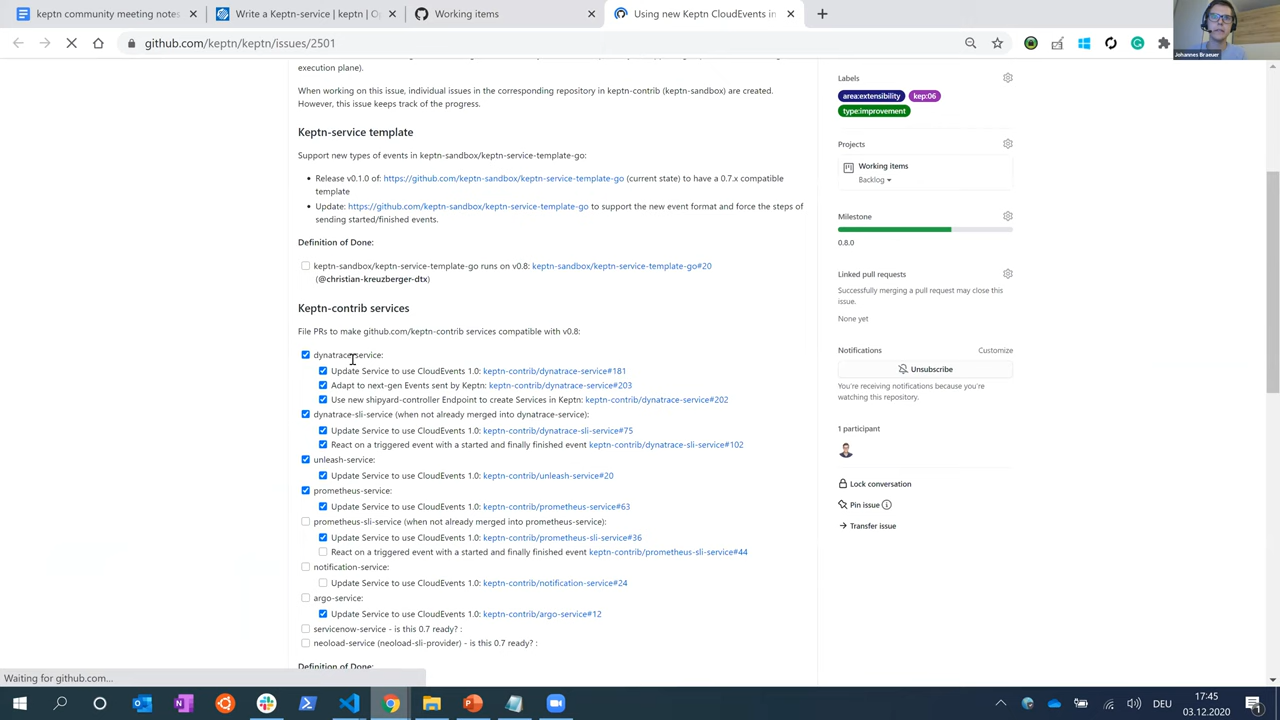 keptn community meeting notes
Write a Keptn-service | Keptn | D
Working items
Using new Keptn CloudEvents in
github.com/keptn/keptn/issues/2501
Johannes Braeuer
execution plane).
When working on this issue, individual issues in the corresponding repository in keptn-contrib (keptn-sandbox) are created.
However, this issue keeps track of the progress.
Keptn-service template
Support new types of events in keptn-sandbox/keptn-service-template-go:
Release v0.1.0 of: https://github.com/keptn-sandbox/keptn-service-template-go (current state) to have a 0.7.x compatible
template
Update: https://github.com/keptn-sandbox/keptn-service-template-go to support the new event format and force the steps of
sending started/finished events.
Definition of Done:
keptn-sandbox/keptn-service-template-go runs on v0.8: keptn-sandbox/keptn-service-template-go#20
(@christian-kreuzberger-dtx)
Keptn-contrib services
File PRs to make github.com/keptn-contrib services compatible with v0.8:
dynatrace-service:
Update Service to use CloudEvents 1.0: keptn-contrib/dynatrace-service#181
Adapt to next-gen Events sent by Keptn: keptn-contrib/dynatrace-service#203
Use new shipyard-controller Endpoint to create Services in Keptn: keptn-contrib/dynatrace-service#202
dynatrace-sli-service (when not already merged into dynatrace-service):
Update Service to use CloudEvents 1.0: keptn-contrib/dynatrace-sli-service#75
React on a triggered event with a started and finally finished event keptn-contrib/dynatrace-sli-service#102
unleash-service:
Update Service to use CloudEvents 1.0: keptn-contrib/unleash-service#20
prometheus-service:
Update Service to use CloudEvents 1.0: keptn-contrib/prometheus-service#63
prometheus-sli-service (when not already merged into prometheus-service):
Update Service to use CloudEvents 1.0: keptn-contrib/prometheus-sli-service#36
React on a triggered event with a started and finally finished event keptn-contrib/prometheus-sli-service#44
notification-service:
Update Service to use CloudEvents 1.0: keptn-contrib/notification-service#24
argo-service:
Update Service to use CloudEvents 1.0: keptn-contrib/argo-service#12
servicenow-service - is this 0.7 ready? :
neoload-service (neoload-sli-provider) - is this 0.7 ready? :
Definition of Done:
Labels
area:extensibility kep:06
type:improvement
Projects
Working items
Backlog
Milestone
0.8.0
Linked pull requests
Successfully merging a pull request may close this
issue.
None yet
Notifications Customize
Unsubscribe
You're receiving notifications because you're
watching this repository.
1 participant
Lock conversation
Pin issue
Transfer issue
Waiting for github.com...
DEU
17:45
03.12.2020